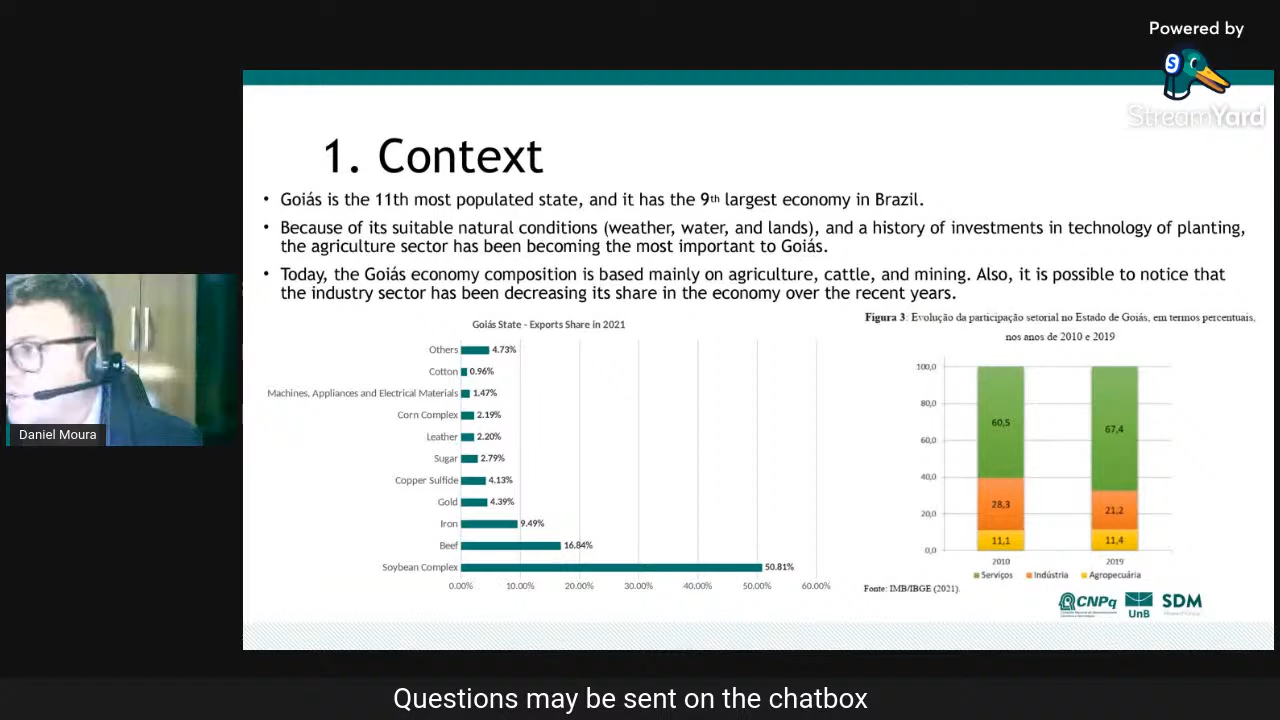 Powered by
StreamYard
1. Context
• Goiás is the 11th most populated state, and it has the 9th largest economy in Brazil.
• Because of its suitable natural conditions (weather, water, and lands), and a history of investments in technology of planting,
the agriculture sector has been becoming the most important to Goiás.
• Today, the Goiás economy composition is based mainly on agriculture, cattle, and mining. Also, it is possible to notice that
the industry sector has been decreasing its share in the economy over the recent years.
Goiás State - Exports Share in 2021
Others 4.73%
Cotton 0.96%
Machines, Appliances and Electrical Materials 1.47%
Corn Complex 2.19%
Leather 2.20%
Sugar 2.79%
Copper Sulfide 4.13%
Gold 4.39%
Iron 9.49%
Beef 16.84%
Soybean Complex 50.81%
0.00% 10.00% 20.00% 30.00% 40.00% 50.00% 60.00%
Figura 3: Evolução da participação setorial no Estado de Goiás, em termos percentuais,
nos anos de 2010 e 2019
100,0
80,0
60,0
40,0
20,0
0,0
60,5 67,4
28,3 21,2
11,1 11,4
2010 2019
Serviços Indústria Agropecuária
Fonte: IMB/IBGE (2021).
CNPq
UnB
SDM
Daniel Moura
Questions may be sent on the chatbox